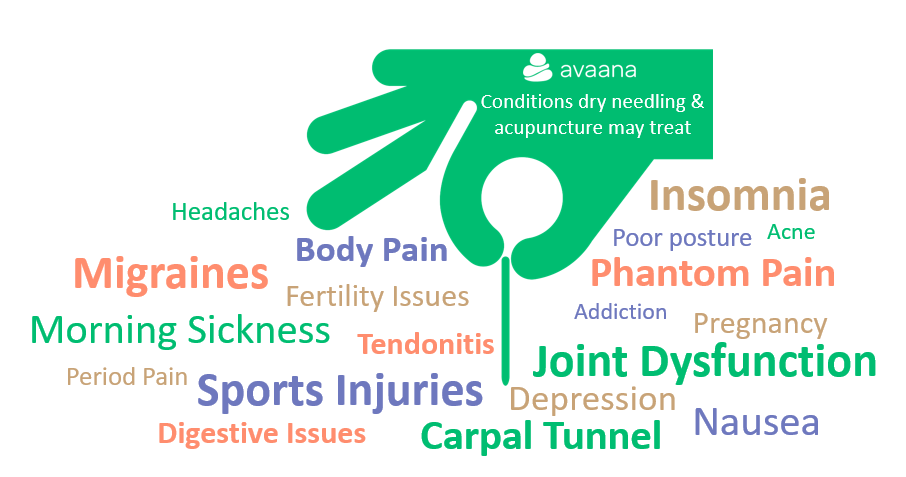 avaana
Conditions dry needling &
acupuncture may treat
Insomnia
Headaches
Poor posture
Acne
Body Pain
Migraines
Phantom Pain
Fertility Issues
Addiction
Pregnancy
Morning Sickness
Tendonitis
Joint Dysfunction
Period Pain
Sports Injuries
Depression
Nausea
Digestive Issues
Carpal Tunnel